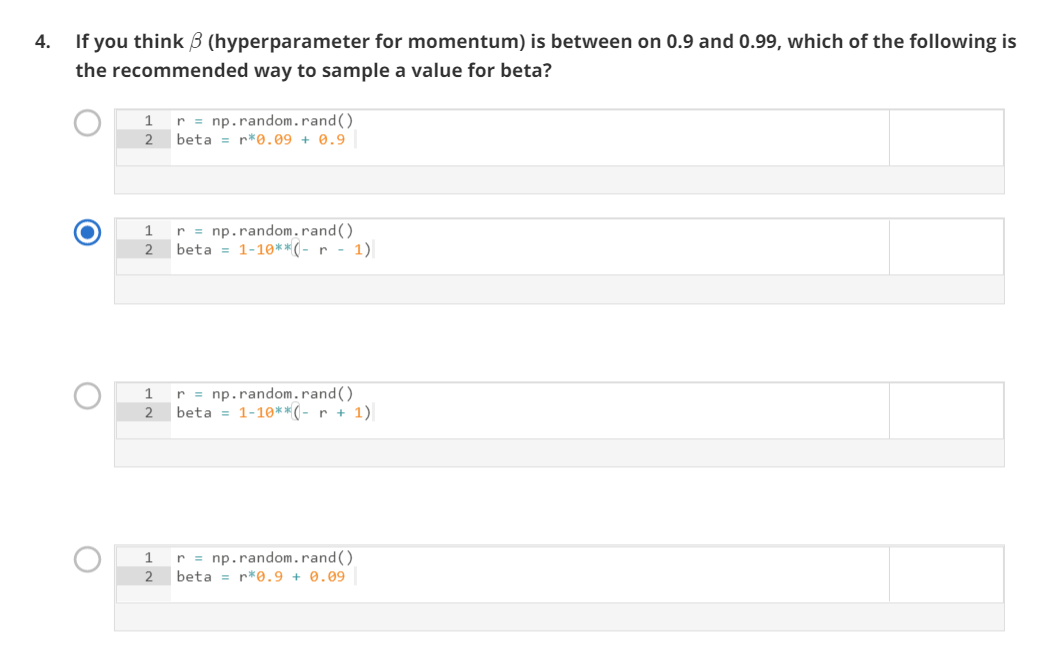 4. If you think β (hyperparameter for momentum) is between on 0.9 and 0.99, which of the following is
the recommended way to sample a value for beta?
1 r = np.random.rand()
2 beta = r*0.09 + 0.9
1 r = np.random.rand()
2 beta = 1-10**(- r - 1)
1 r = np.random.rand()
2 beta = 1-10**(- r + 1)
1 r = np.random.rand()
2 beta = r*0.9 + 0.09